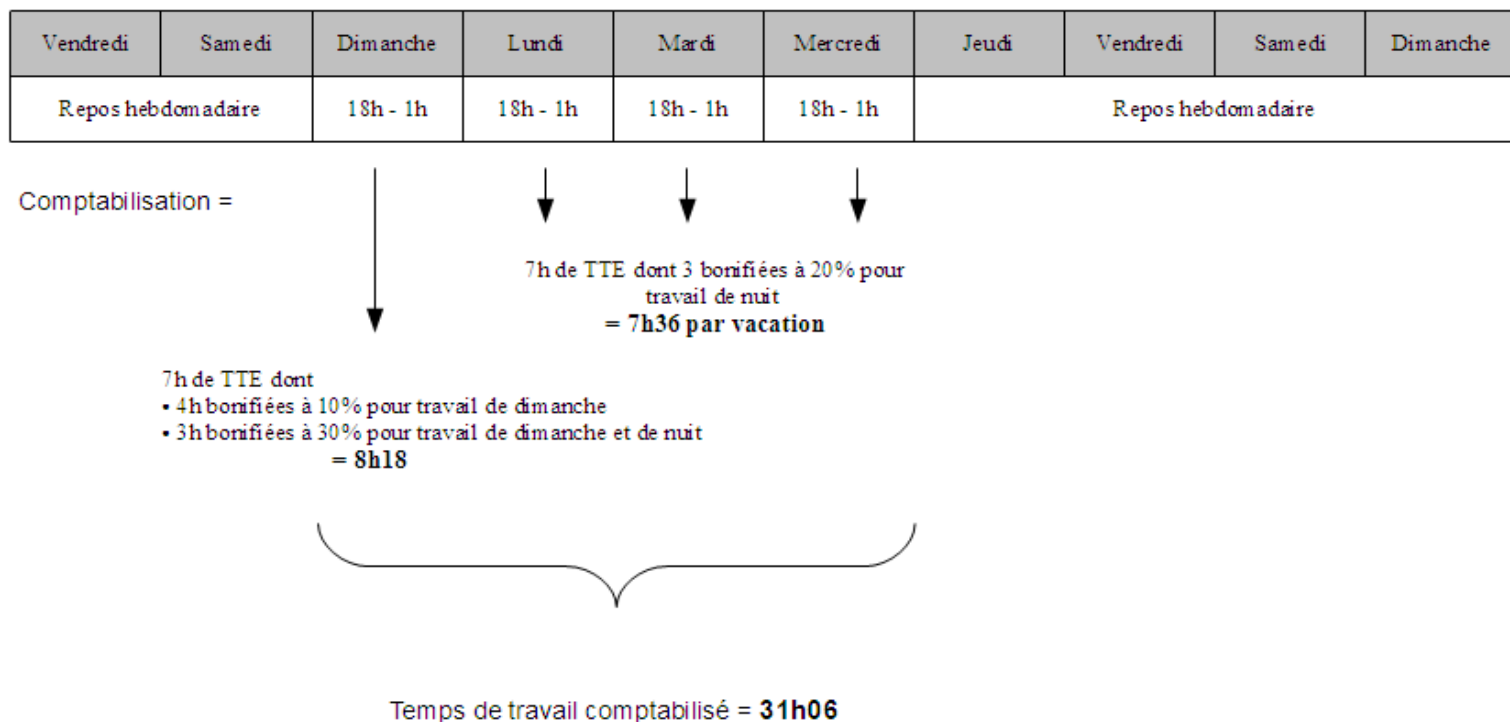 Vendredi Samedi Dimanche Lundi Mardi Mercredi Jeudi Vendredi Samedi Dimanche
Repos hebdomadaire 18h - 1h 18h - 1h 18h - 1h 18h - 1h Repos hebdomadaire
Comptabilisation =
7h de TTE dont 3 bonifiées à 20% pour
travail de nuit
= 7h36 par vacation
7h de TTE dont
• 4h bonifiées à 10% pour travail de dimanche
• 3h bonifiées à 30% pour travail de dimanche et de nuit
= 8h18
Temps de travail comptabilisé = 31h06